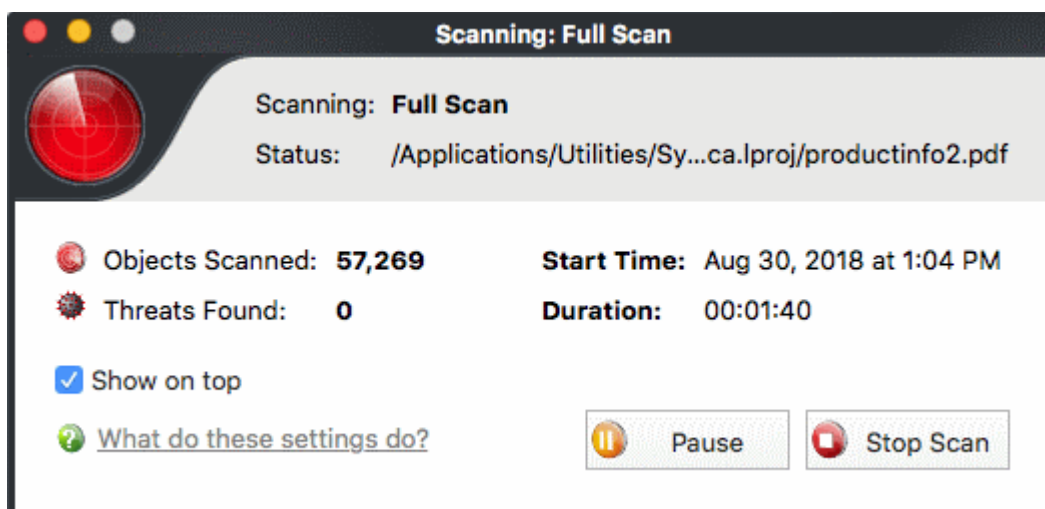 Scanning: Full Scan
Scanning: Full Scan
Status: /Applications/Utilities/Sy...ca.lproj/productinfo2.pdf
Objects Scanned: 57,269 Start Time: Aug 30, 2018 at 1:04 PM
Threats Found: 0 Duration: 00:01:40
Show on top
What do these settings do? Pause Stop Scan